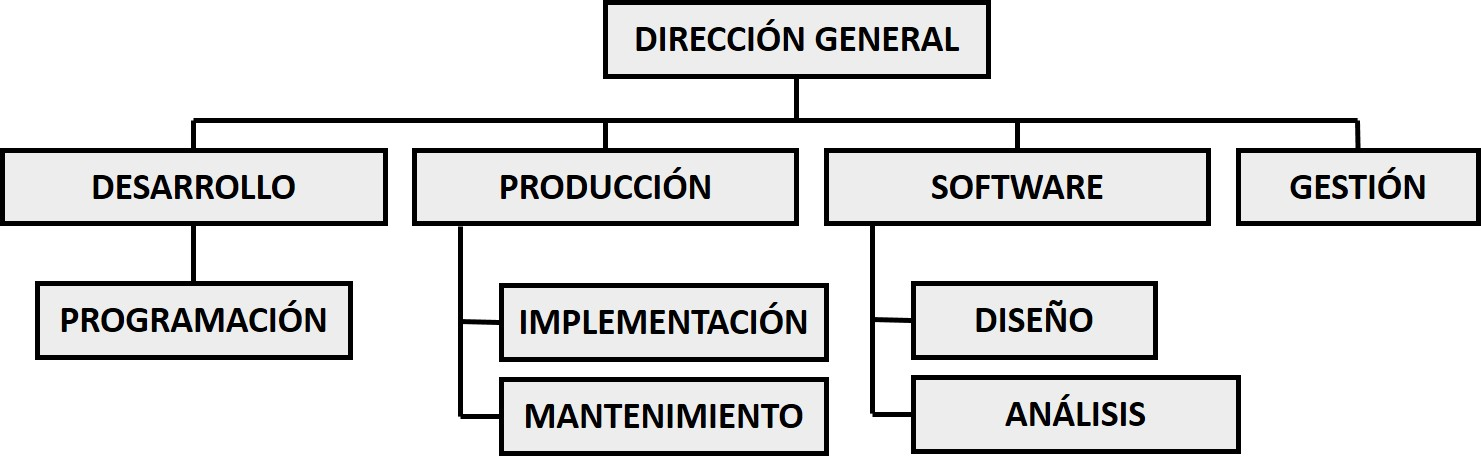 DIRECCIÓN GENERAL
DESARROLLO
PRODUCCIÓN
SOFTWARE
GESTIÓN
PROGRAMACIÓN
IMPLEMENTACIÓN
DISEÑO
MANTENIMIENTO
ANÁLISIS